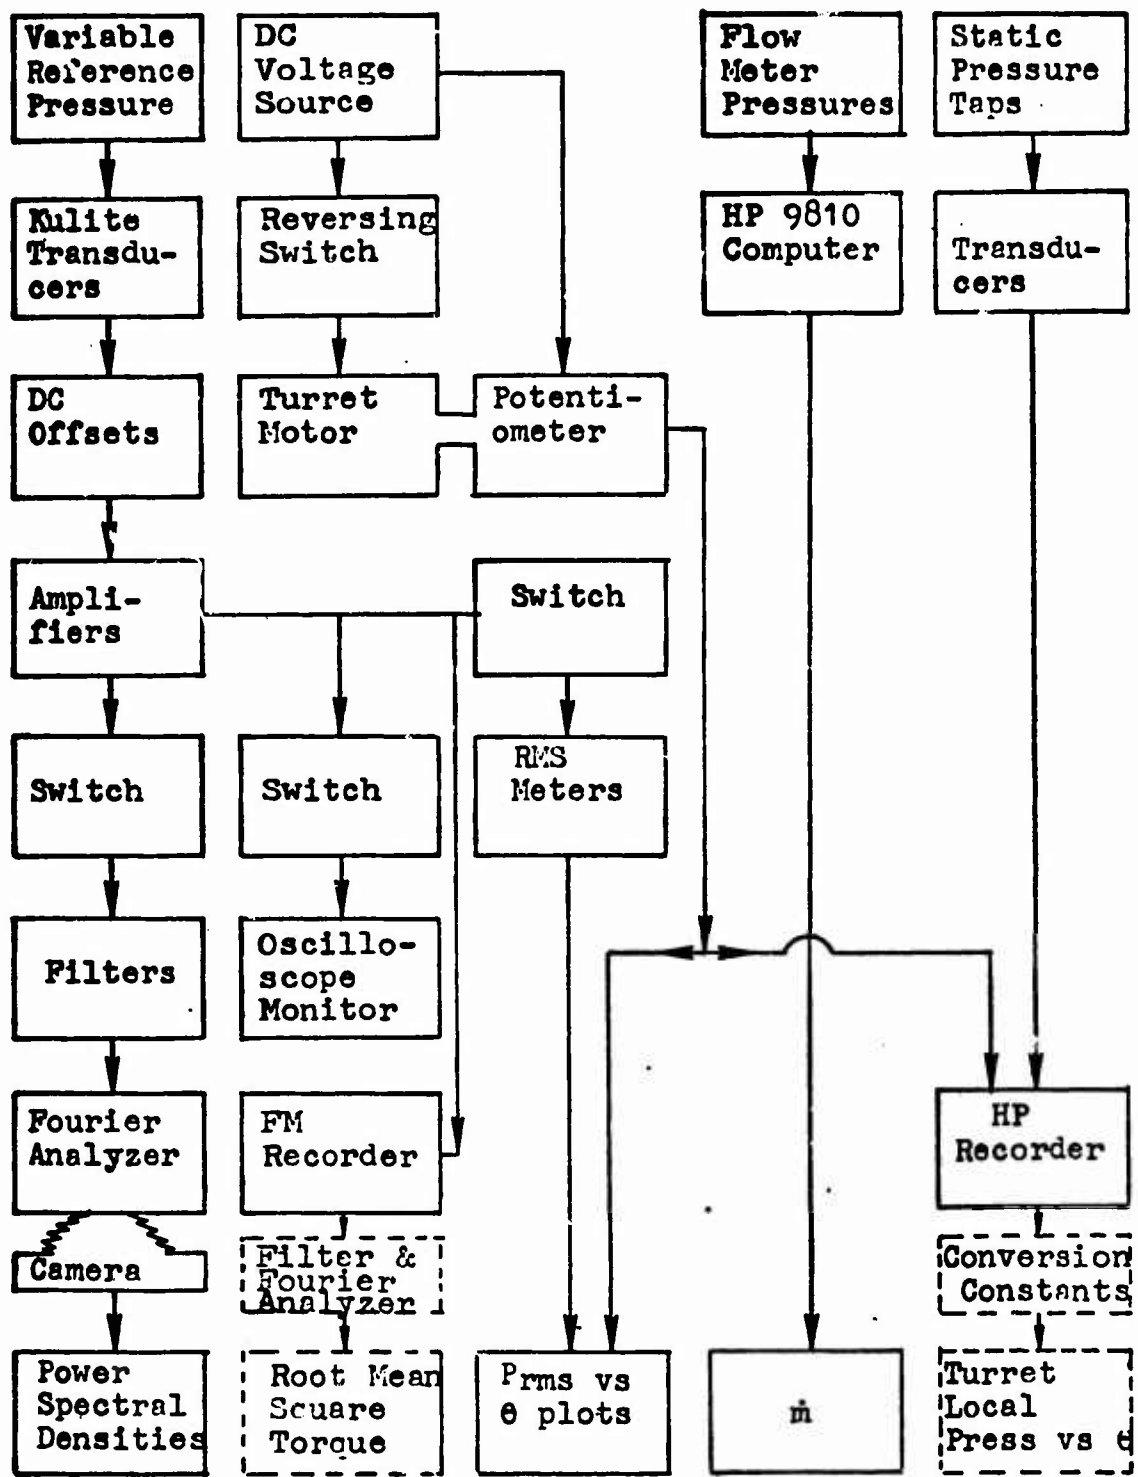 Variable
Reference
Pressure
DC
Voltage
Source
Flow
Meter
Pressures
Static
Pressure
Taps
Kulite
Transdu-
cers
Reversing
Switch
HP 9810
Computer
Transdu-
cers
DC
Offsets
Turret
Motor
Potenti-
ometer
Ampli-
fiers
Switch
Switch
Switch
RMS
Meters
Filters
Oscillo-
scope
Monitor
Fourier
Analyzer
FM
Recorder
HP
Recorder
Camera
Filter &
Fourier
Analyzer
Conversion
Constants
Power
Spectral
Densities
Root Mean
Square
Torque
Prms vs
θ plots
ṁ
Turret
Local
Press vs θ